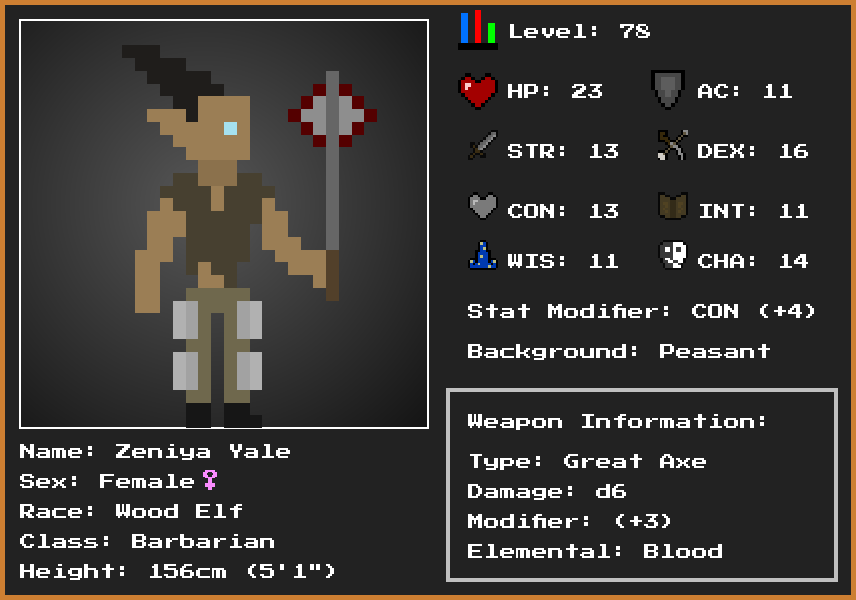 Level: 78
HP: 23
AC: 11
STR: 13
DEX: 16
CON: 13
INT: 11
WIS: 11
CHA: 14
Stat Modifier: CON (+4)
Background: Peasant
Weapon Information:
Type: Great Axe
Damage: d6
Modifier: (+3)
Elemental: Blood
Name: Zeniya Yale
Sex: Female♀
Race: Wood Elf
Class: Barbarian
Height: 156cm (5'1")